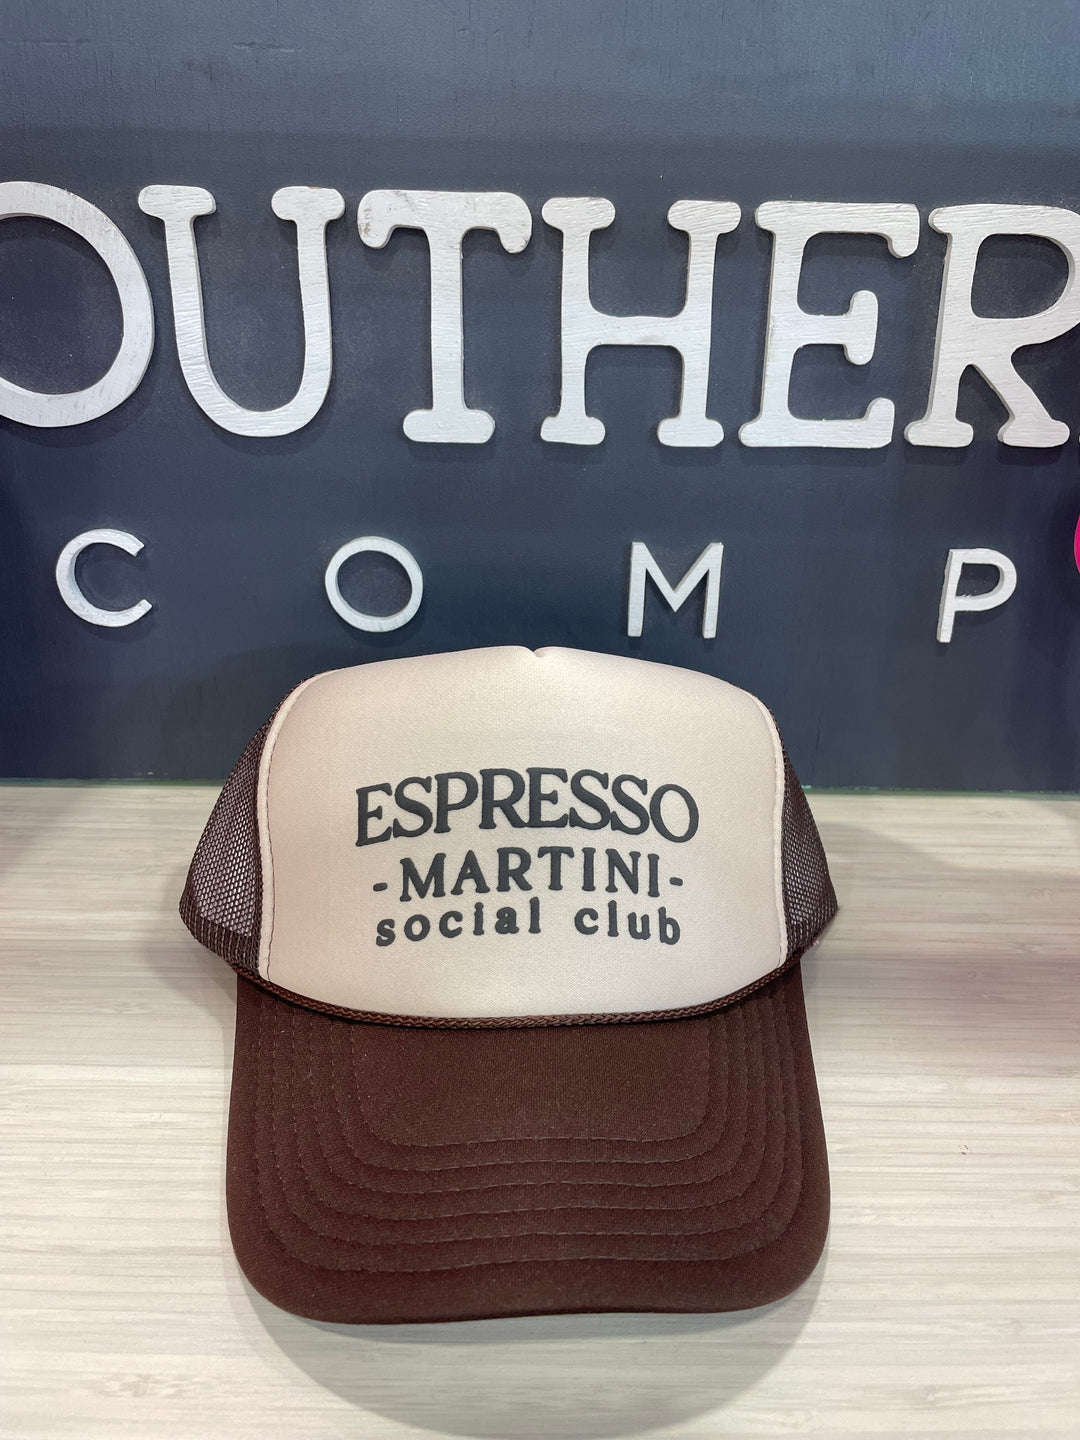 OUTHER
COMP
ESPRESSO
-MARTINI-
social club